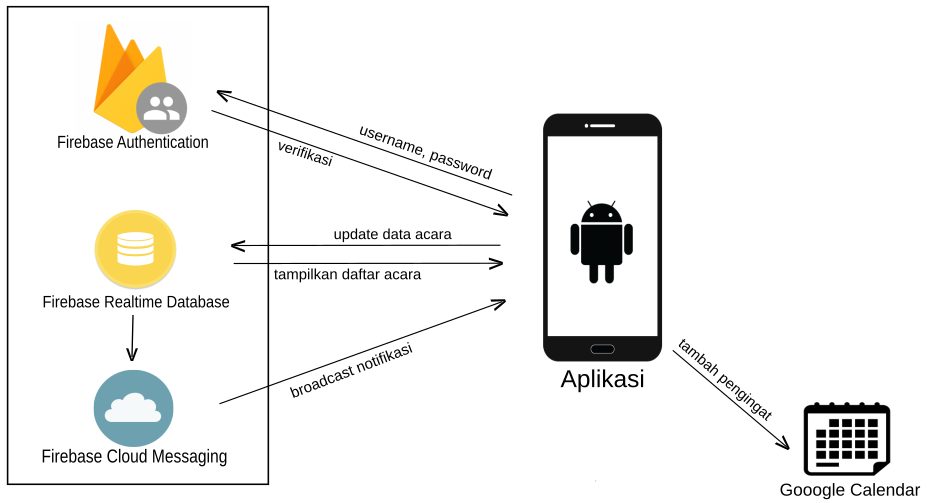 Firebase Authentication
username, password
verifikasi
update data acara
tampilkan daftar acara
Firebase Realtime Database
broadcast notifikasi
Firebase Cloud Messaging
Aplikasi
tambah pengingat
Gooogle Calendar